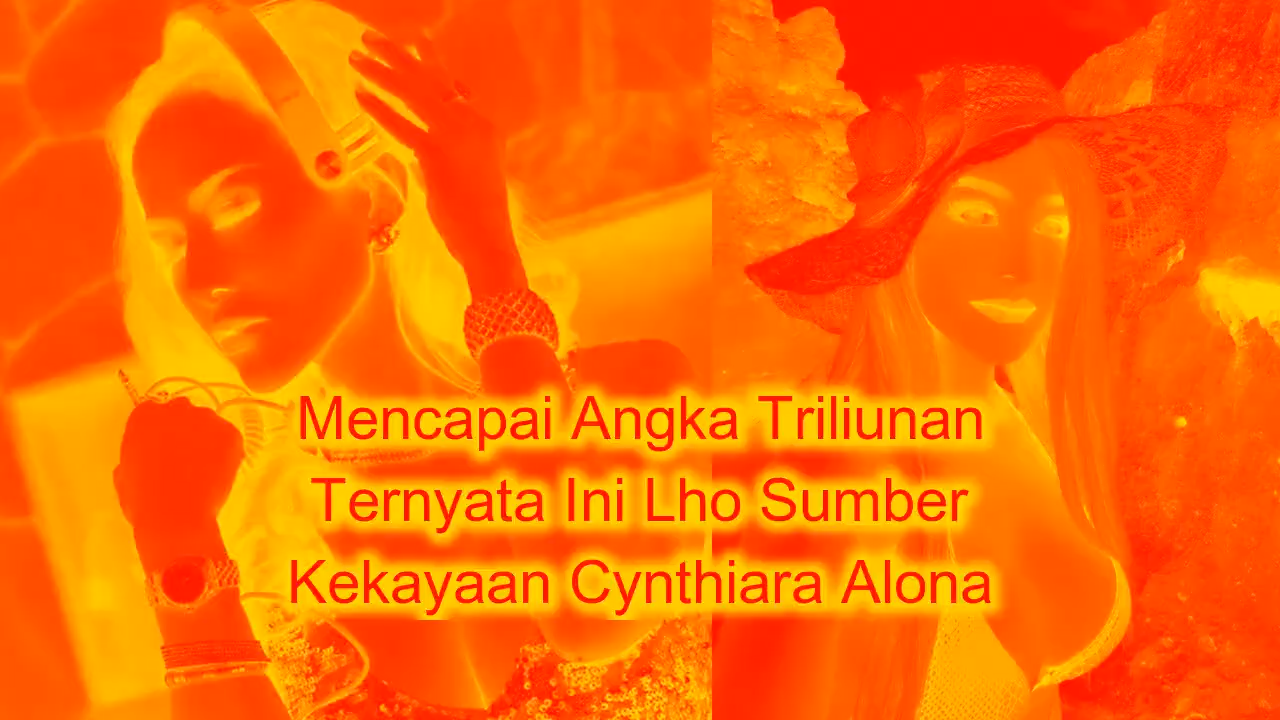 Mencapai Angka Triliunan
Ternyata Ini Lho Sumber
Kekayaan Cynthiara Alona